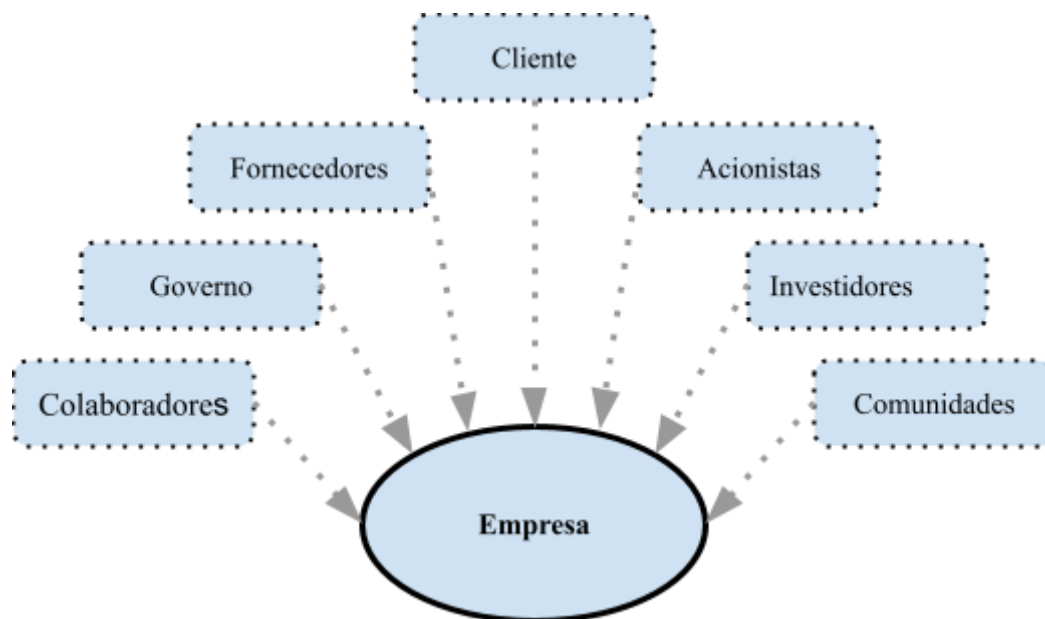 Cliente
Fornecedores
Acionistas
Governo
Investidores
Colaboradores
Comunidades
Empresa